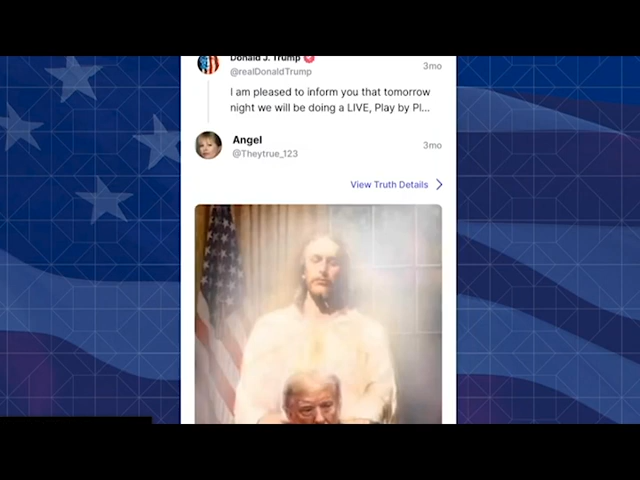 Donald J. Trump
@realDonaldTrump
3mo
I am pleased to inform you that tomorrow
night we will be doing a LIVE, Play by Pl...
Angel
@Theytrue_123
3mo
View Truth Details